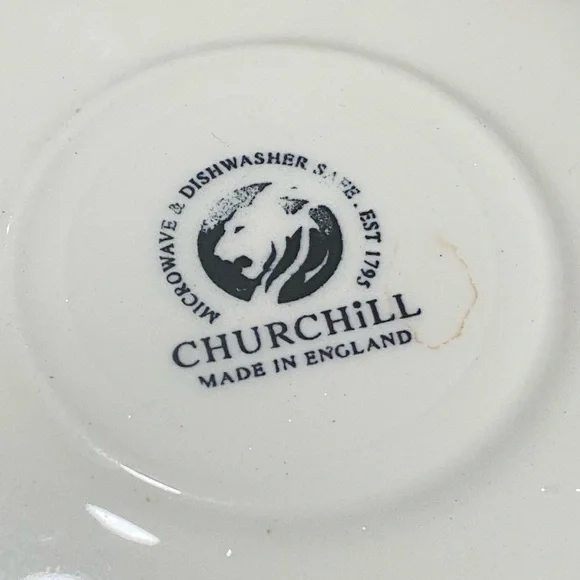 MICROWAVE & DISHWASHER SAFE. EST 1795
CHURCHiLL
MADE IN ENGLAND